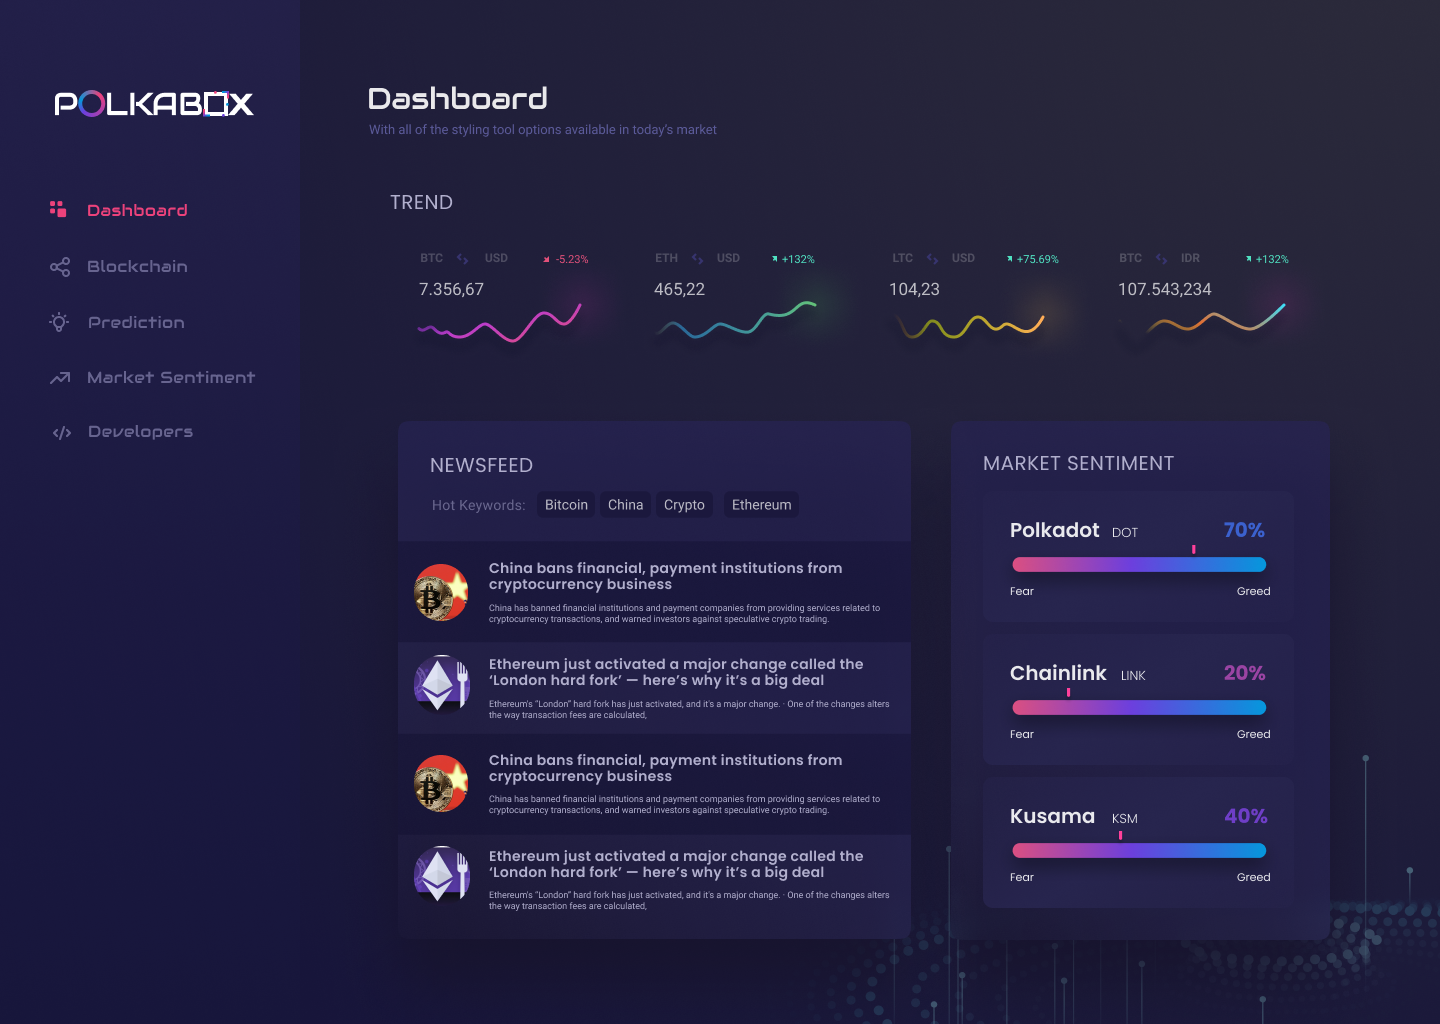 POLKABOX
Dashboard
Blockchain
Prediction
Market Sentiment
Developers
Dashboard
With all of the styling tool options available in today's market
TREND
BTC USD -5.23%
7.356,67
ETH USD +132%
465,22
LTC USD +75.69%
104,23
BTC IDR +132%
107.543,234
NEWSFEED
Hot Keywords: Bitcoin China Crypto Ethereum
China bans financial, payment institutions from
cryptocurrency business
China has banned financial institutions and payment companies from providing services related to
cryptocurrency transactions, and warned investors against speculative crypto trading.
Ethereum just activated a major change called the
‘London hard fork’ — here’s why it’s a big deal
Ethereum's “London” hard fork has just activated, and it's a major change. · One of the changes alters
the way transaction fees are calculated,
China bans financial, payment institutions from
cryptocurrency business
China has banned financial institutions and payment companies from providing services related to
cryptocurrency transactions, and warned investors against speculative crypto trading.
Ethereum just activated a major change called the
‘London hard fork’ — here’s why it’s a big deal
Ethereum's “London” hard fork has just activated, and it's a major change. · One of the changes alters
the way transaction fees are calculated,
MARKET SENTIMENT
Polkadot DOT 70%
Fear Greed
Chainlink LINK 20%
Fear Greed
Kusama KSM 40%
Fear Greed